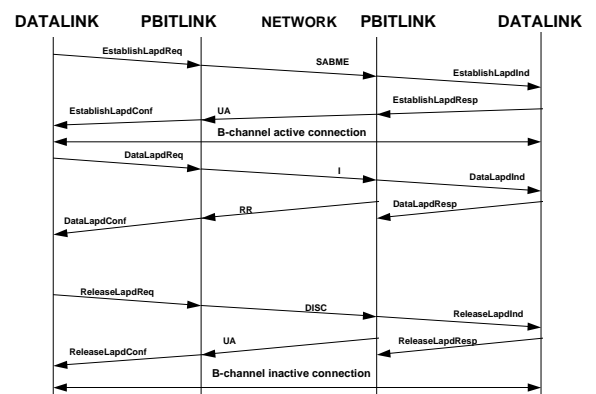 DATALINK PBITLINK NETWORK PBITLINK DATALINK
EstablishLapdReq
SABME
EstablishLapdInd
EstablishLapdResp
EstablishLapdConf
UA
B-channel active connection
DataLapdReq
I
DataLapdInd
DataLapdResp
RR
DataLapdConf
ReleaseLapdReq
DISC
ReleaseLapdInd
UA
ReleaseLapdResp
ReleaseLapdConf
B-channel inactive connection